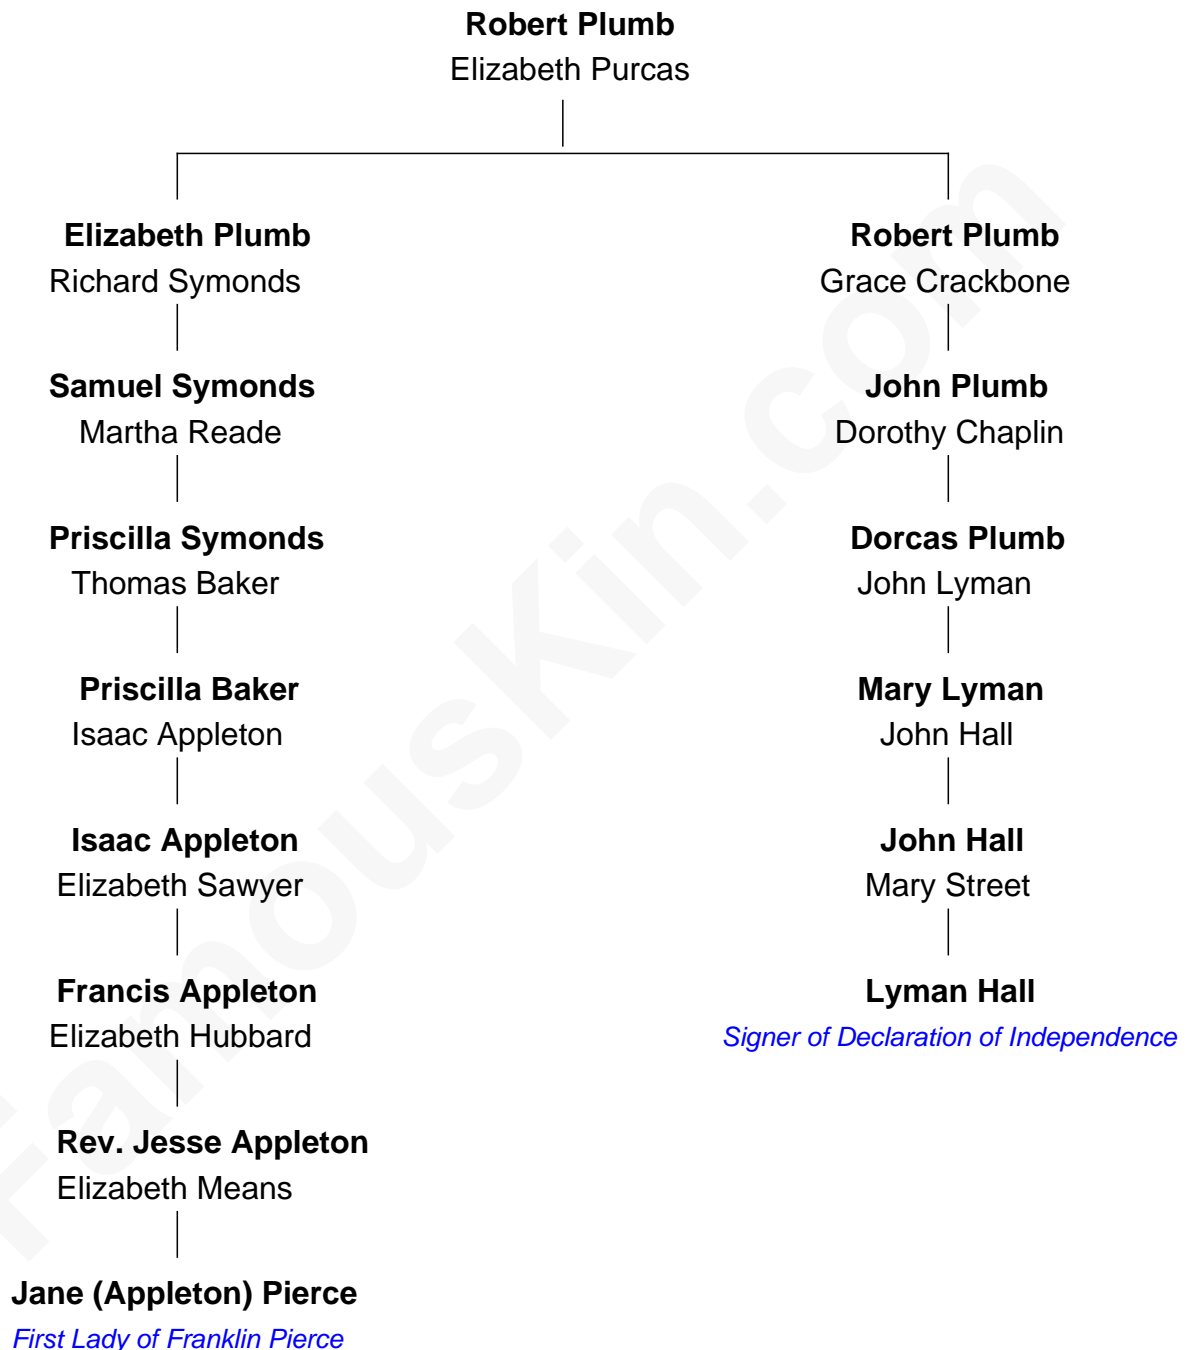 Robert Plumb
Elizabeth Purcas
Elizabeth Plumb
Richard Symonds
Robert Plumb
Grace Crackbone
Samuel Symonds
Martha Reade
John Plumb
Dorothy Chaplin
Priscilla Symonds
Thomas Baker
Dorcas Plumb
John Lyman
Priscilla Baker
Isaac Appleton
Mary Lyman
John Hall
Isaac Appleton
Elizabeth Sawyer
John Hall
Mary Street
Francis Appleton
Elizabeth Hubbard
Lyman Hall
Signer of Declaration of Independence
Rev. Jesse Appleton
Elizabeth Means
Jane (Appleton) Pierce
First Lady of Franklin Pierce
FamousKin.com